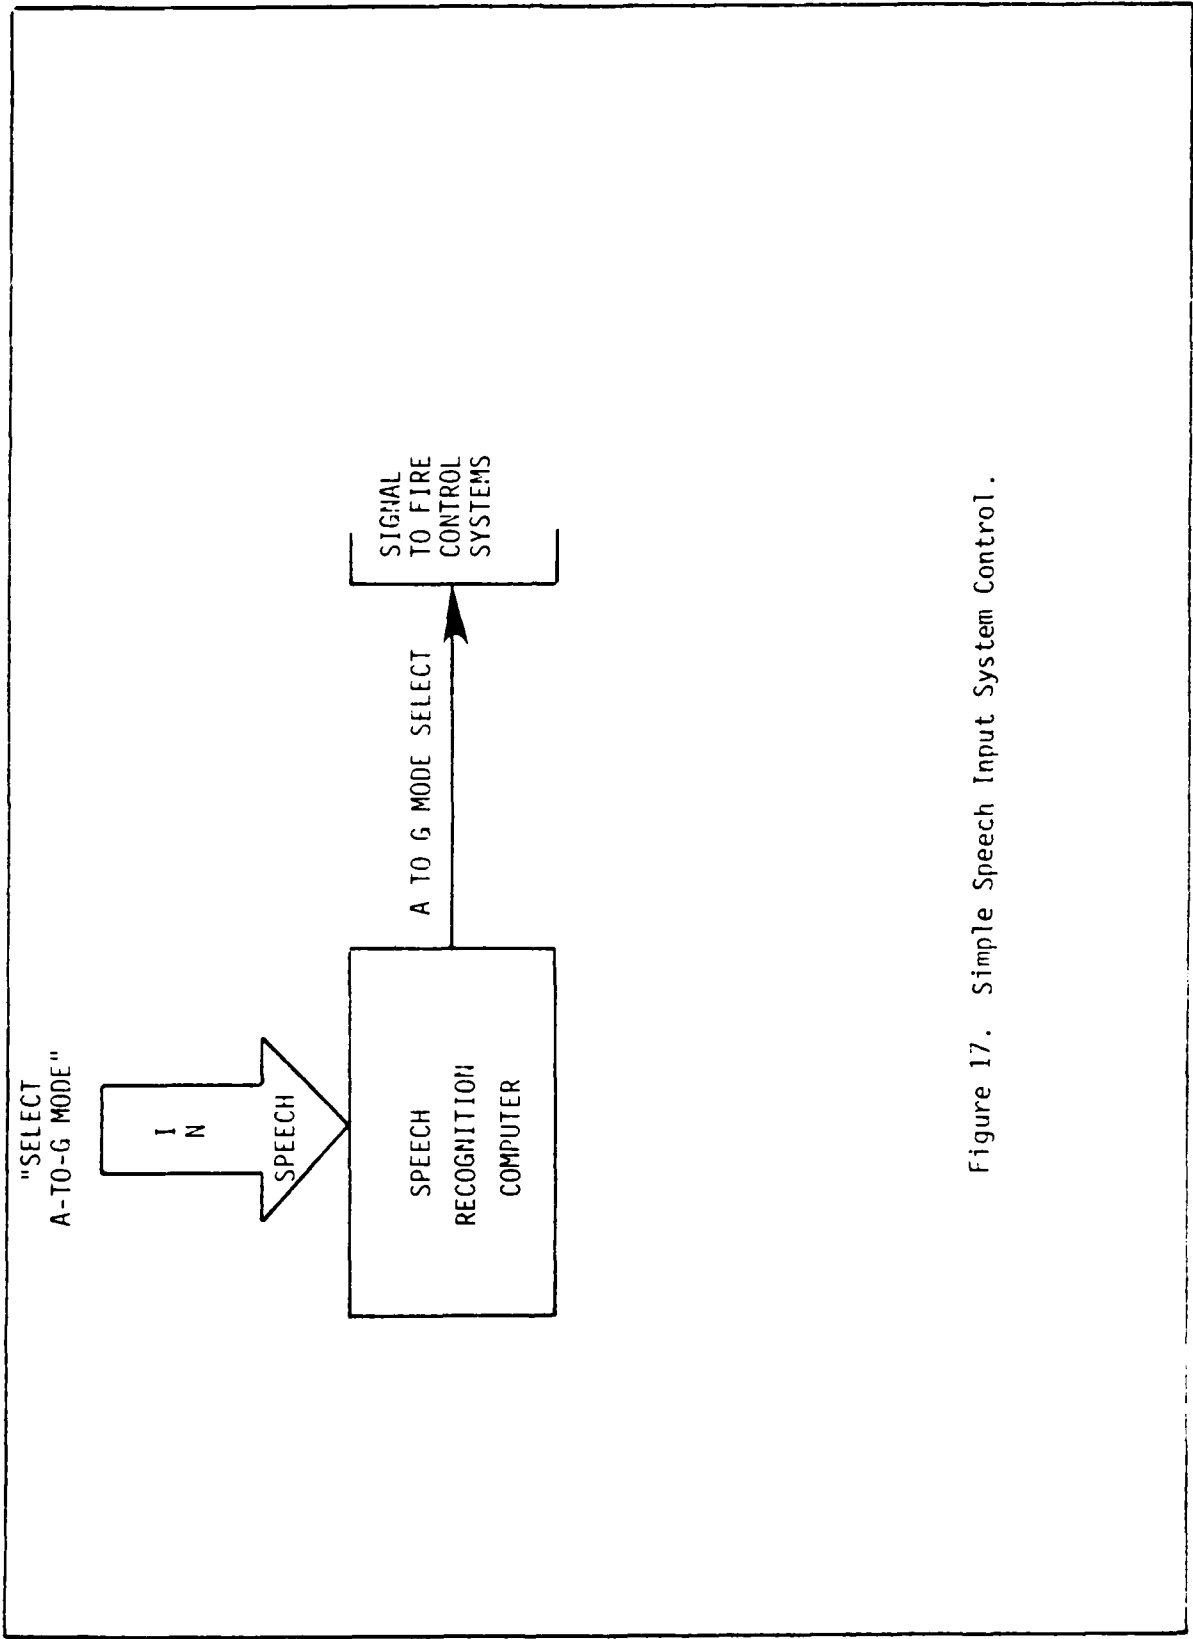 "SELECT
A-TO-G MODE"
I
N
SPEECH
SPEECH
RECOGNITION
COMPUTER
A TO G MODE SELECT
SIGNAL
TO FIRE
CONTROL
SYSTEMS
Figure 17. Simple Speech Input System Control.